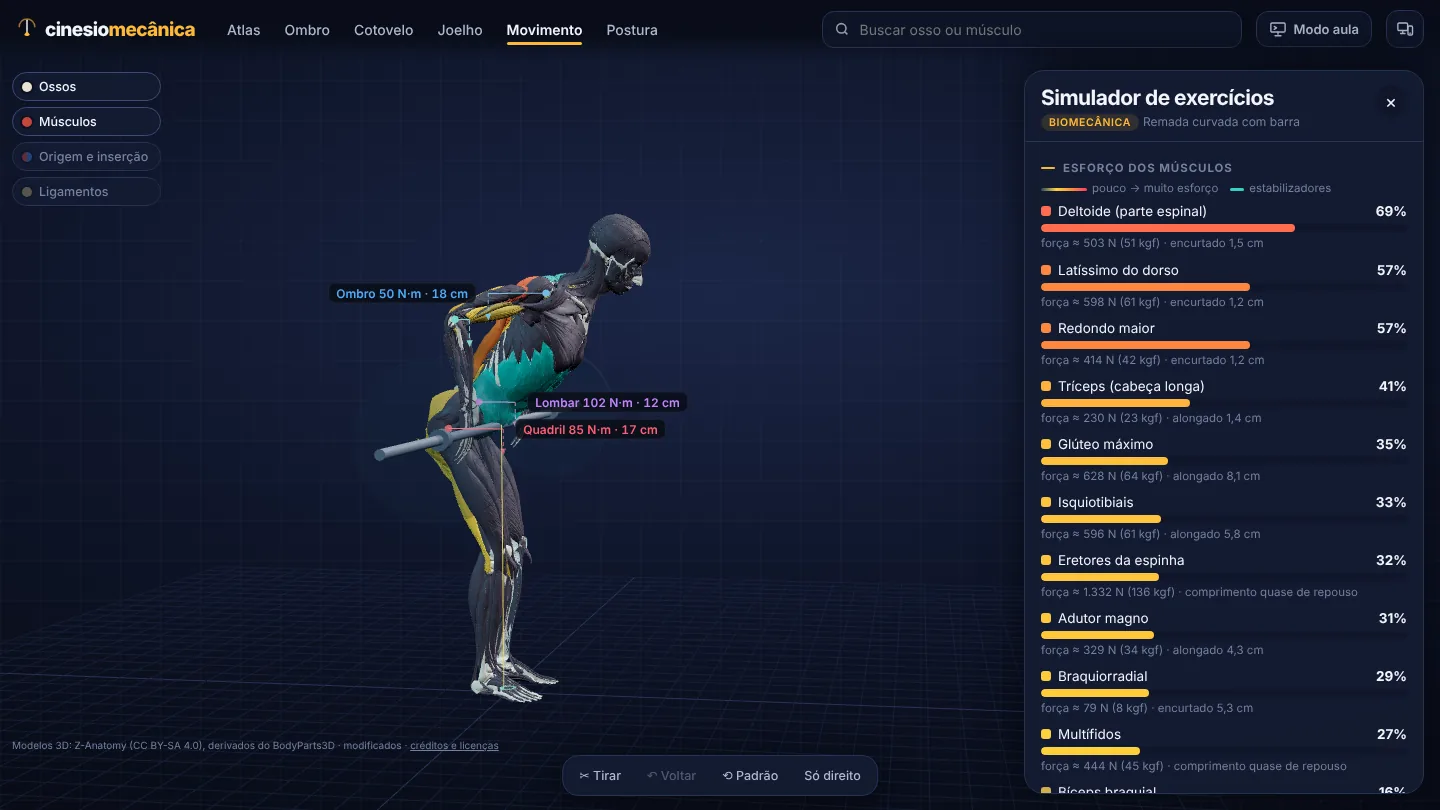 cinesiomecânica
Atlas
Ombro
Cotovelo
Joelho
Movimento
Postura
Buscar osso ou músculo
Modo aula
Ossos
Músculos
Origem e inserção
Ligamentos
Ombro 50 N·m · 18 cm
Lombar 102 N·m · 12 cm
Quadril 85 N·m · 17 cm
Simulador de exercícios
BIOMECÂNICA Remada curvada com barra
ESFORÇO DOS MÚSCULOS
pouco → muito esforço estabilizadores
Deltoide (parte espinal) 69%
força ≈ 503 N (51 kgf) · encurtado 1,5 cm
Latíssimo do dorso 57%
força ≈ 598 N (61 kgf) · encurtado 1,2 cm
Redondo maior 57%
força ≈ 414 N (42 kgf) · encurtado 1,2 cm
Tríceps (cabeça longa) 41%
força ≈ 230 N (23 kgf) · alongado 1,4 cm
Glúteo máximo 35%
força ≈ 628 N (64 kgf) · alongado 8,1 cm
Isquiotibiais 33%
força ≈ 596 N (61 kgf) · alongado 5,8 cm
Eretores da espinha 32%
força ≈ 1.332 N (136 kgf) · comprimento quase de repouso
Adutor magno 31%
força ≈ 329 N (34 kgf) · alongado 4,3 cm
Braquiorradial 29%
força ≈ 79 N (8 kgf) · encurtado 5,3 cm
Multífidos 27%
força ≈ 444 N (45 kgf) · comprimento quase de repouso
Bíceps braquial 16%
Modelos 3D: Z-Anatomy (CC BY-SA 4.0), derivados do BodyParts3D · modificados · créditos e licenças
✂ Tirar
↶ Voltar
⟲ Padrão
Só direito